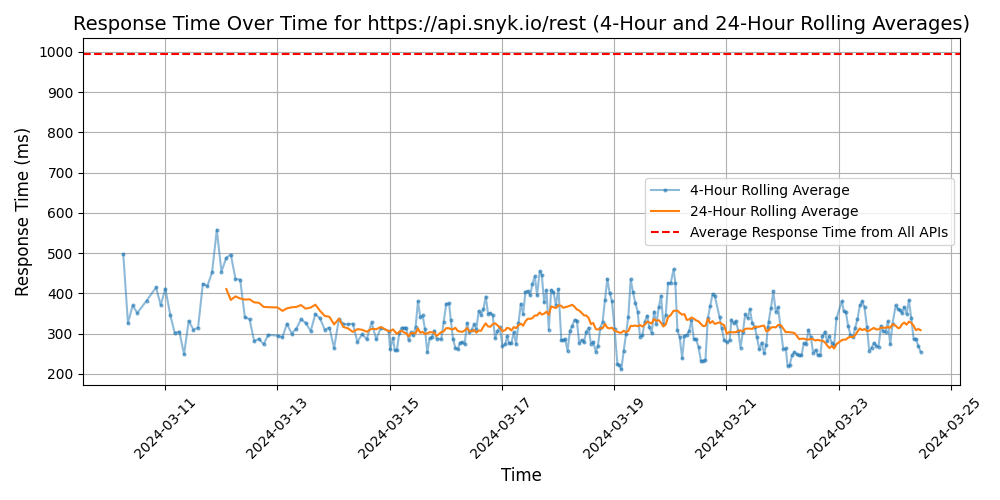 Response Time Over Time for https://api.snyk.io/rest (4-Hour and 24-Hour Rolling Averages)
Response Time (ms)
1000
900
800
700
600
500
400
300
200
4-Hour Rolling Average
24-Hour Rolling Average
Average Response Time from All APIs
2024-03-11
2024-03-13
2024-03-15
2024-03-17
2024-03-19
2024-03-21
2024-03-23
2024-03-25
Time